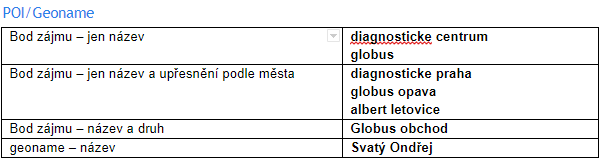 POI/Geoname
Bod zájmu – jen název
diagnosticke centrum
globus
Bod zájmu – jen název a upřesnění podle města
diagnosticke praha
globus opava
albert letovice
Bod zájmu – název a druh
Globus obchod
geoname – název
Svatý Ondřej